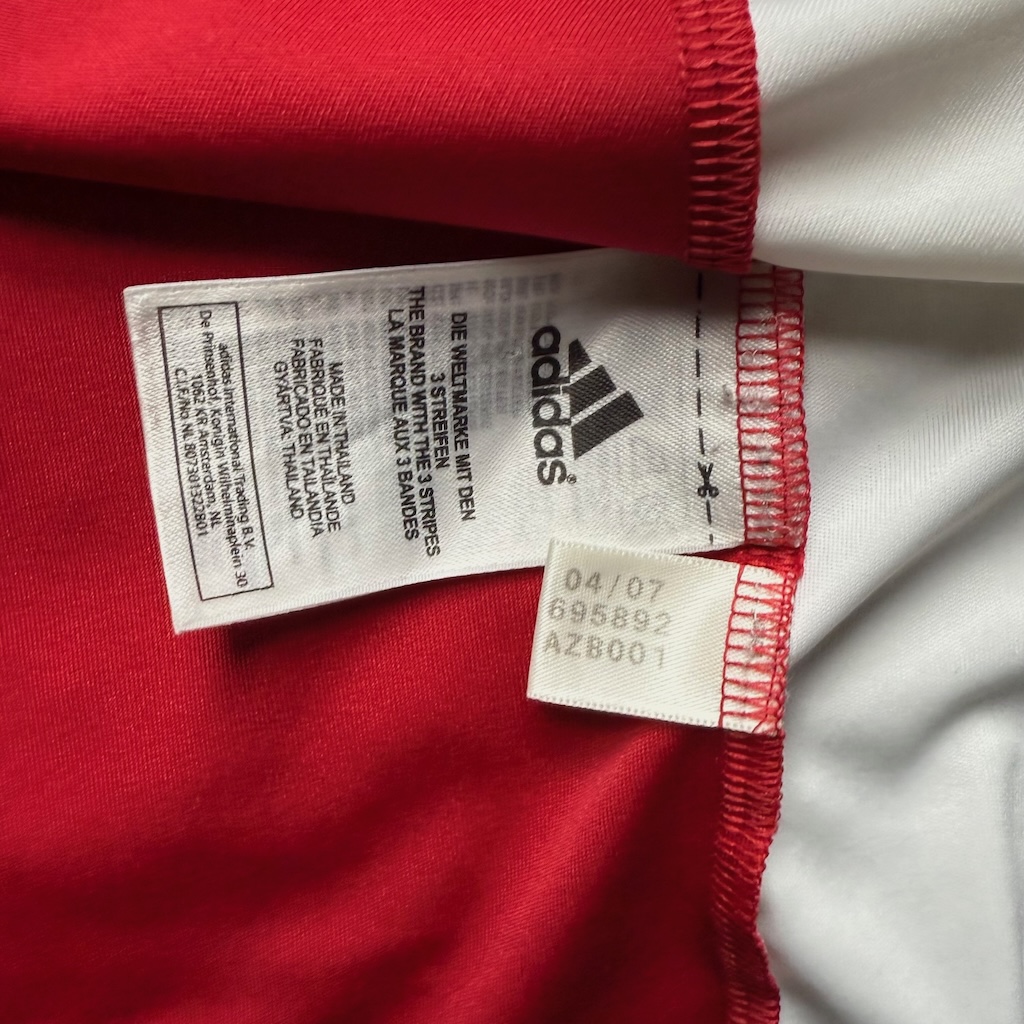 adidas®
DIE WELTMARKE MIT DEN
3 STREIFEN
THE BRAND WITH THE 3 STRIPES
LA MARQUE AUX 3 BANDES
MADE IN THAILAND
FABRIQUÉ EN THAÏLANDE
FABRICADO EN TAILANDIA
GYÁRTVA: THAILAND
adidas International Trading B.V.
De Prinsenhof, Koningin Wilhelminaplein 30
1062 KR Amsterdam, NL
C.I.F./No NL 807301322B01
04/07
695892
AZB001